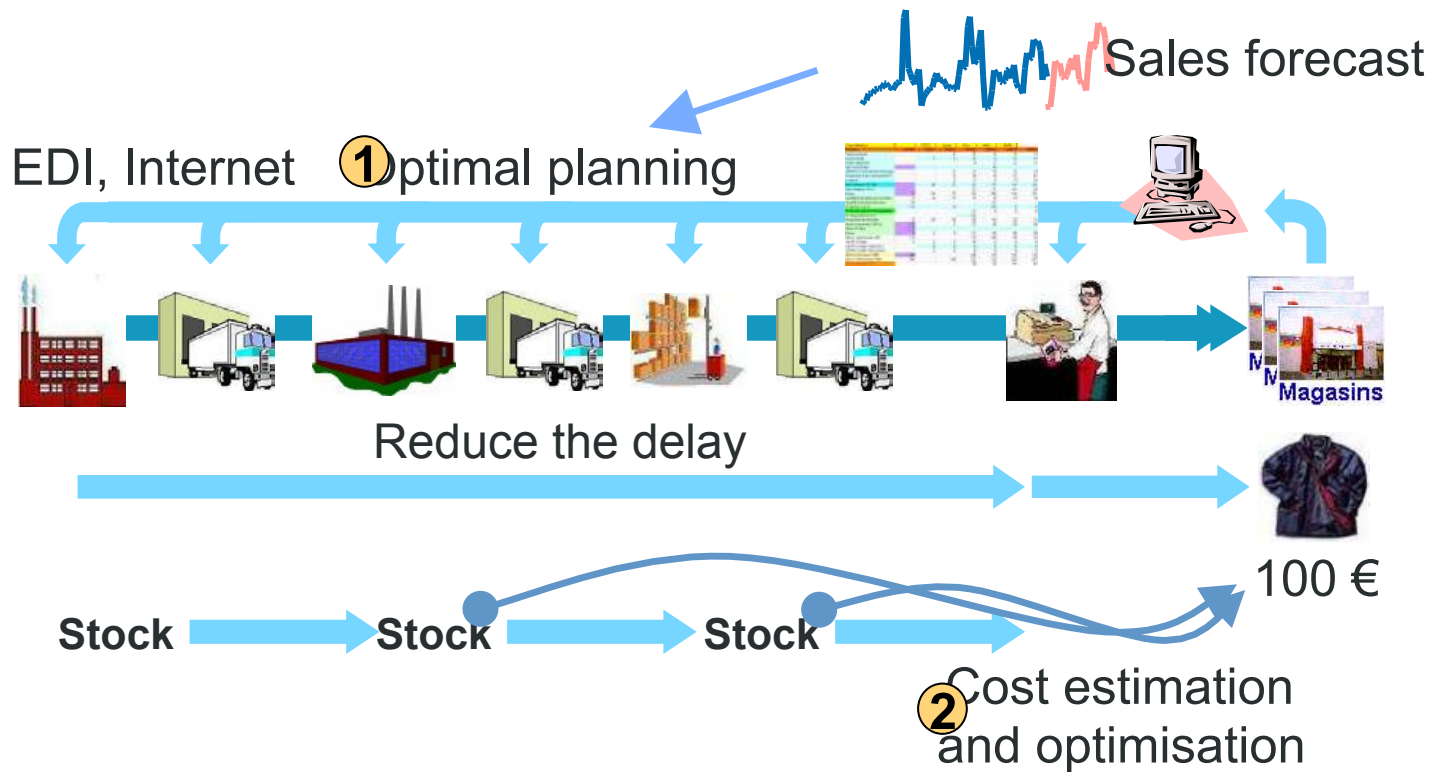 Sales forecast
EDI, Internet
1
Optimal planning
M
M
Magasins
Reduce the delay
100 €
Stock
Stock
Stock
2
Cost estimation
and optimisation